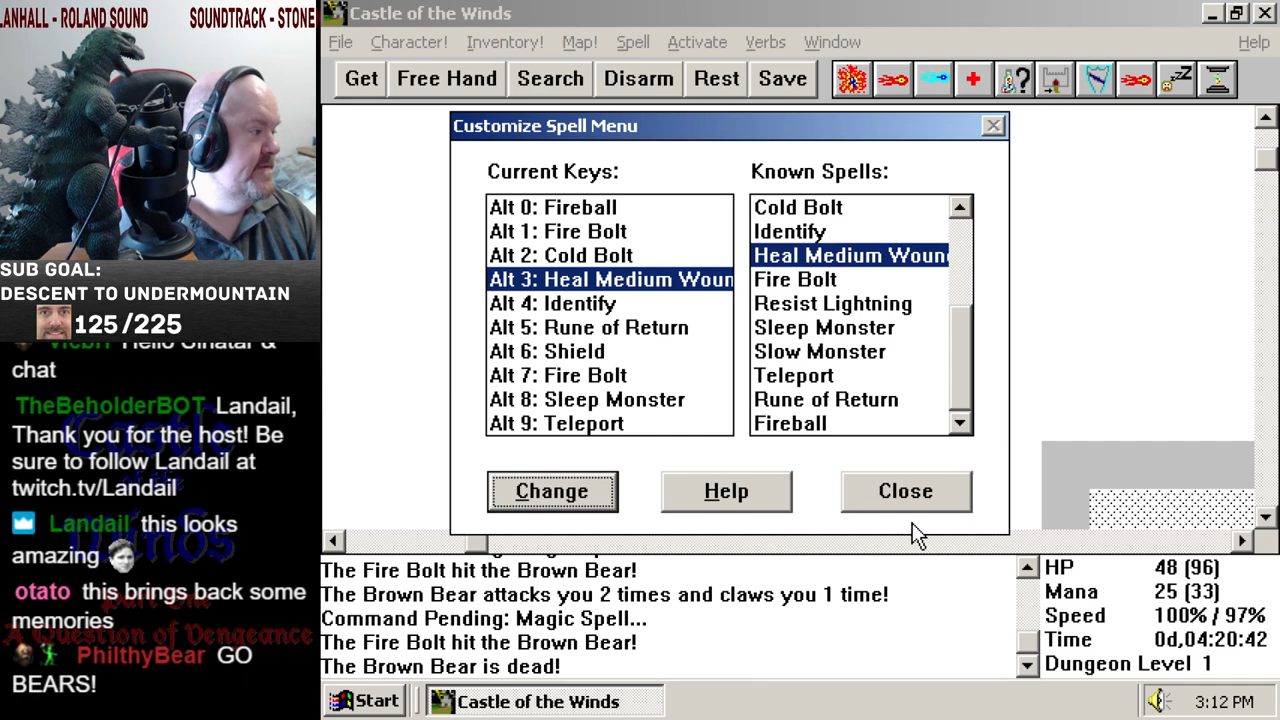 LANHALL - ROLAND SOUND
SOUNDTRACK - STONE
SUB GOAL:
DESCENT TO UNDERMOUNTAIN
125 /225
chat
TheBeholderBOT Landail,
Thank you for the host! Be
sure to follow Landail at
twitch.tv/Landail
Landail this looks
amazing
otato this brings back some
memories
PhilthyBear GO
BEARS!
Castle of the Winds
Part One
A Question of Vengeance
Castle of the Winds
File Character! Inventory! Map! Spell Activate Verbs Window Help
Get Free Hand Search Disarm Rest Save
Customize Spell Menu
Current Keys:
Alt 0: Fireball
Alt 1: Fire Bolt
Alt 2: Cold Bolt
Alt 3: Heal Medium Woun
Alt 4: Identify
Alt 5: Rune of Return
Alt 6: Shield
Alt 7: Fire Bolt
Alt 8: Sleep Monster
Alt 9: Teleport
Known Spells:
Cold Bolt
Identify
Heal Medium Woun
Fire Bolt
Resist Lightning
Sleep Monster
Slow Monster
Teleport
Rune of Return
Fireball
Change Help Close
The Fire Bolt hit the Brown Bear!
The Brown Bear attacks you 2 times and claws you 1 time!
Command Pending: Magic Spell...
The Fire Bolt hit the Brown Bear!
The Brown Bear is dead!
HP 48 (96)
Mana 25 (33)
Speed 100% / 97%
Time 0d,04:20:42
Dungeon Level 1
Start Castle of the Winds 3:12 PM